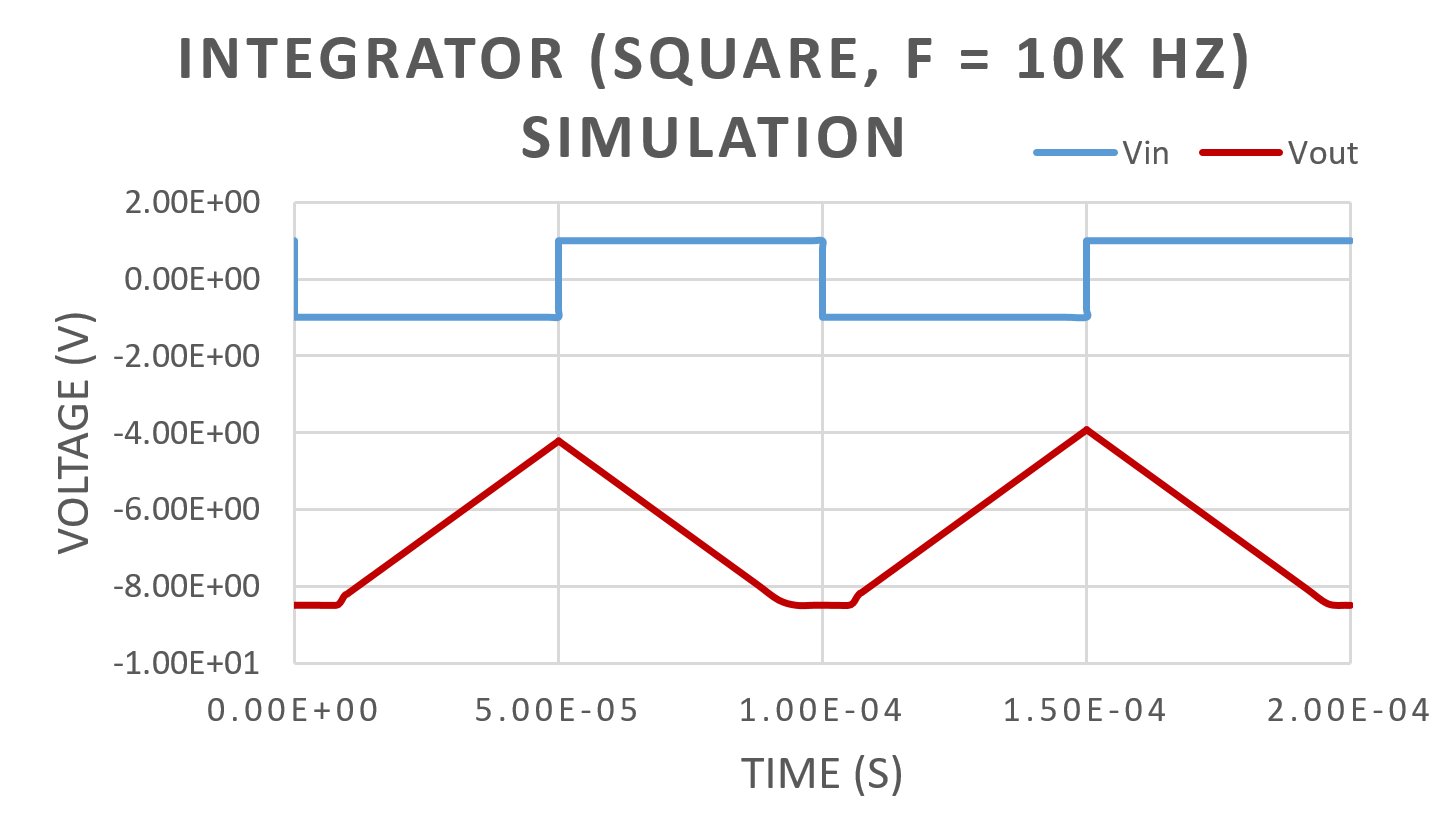 INTEGRATOR (SQUARE, F = 10K HZ)
SIMULATION
Vin Vout
2.00E+00
0.00E+00
-2.00E+00
-4.00E+00
-6.00E+00
-8.00E+00
-1.00E+01
VOLTAGE (V)
0.00E+00 5.00E-05 1.00E-04 1.50E-04 2.00E-04
TIME (S)